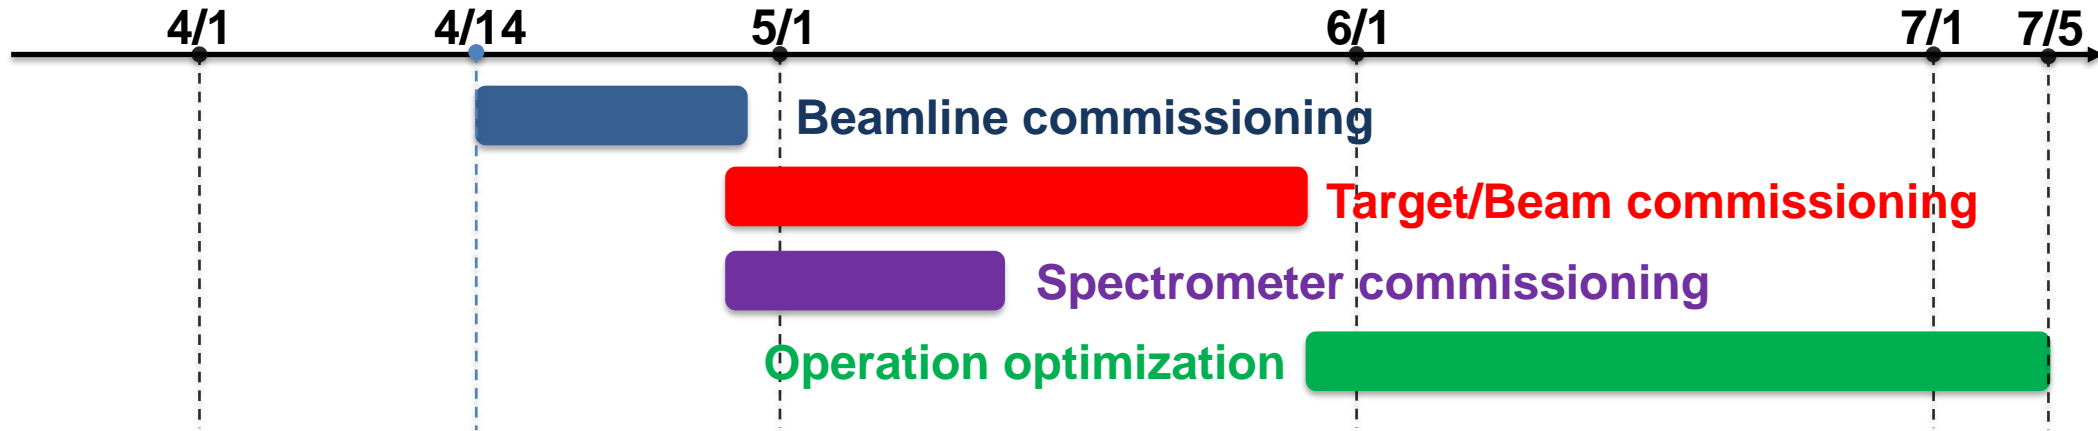 4/1 4/14 5/1 6/1 7/1 7/5
Beamline commissioning
Target/Beam commissioning
Spectrometer commissioning
Operation optimization